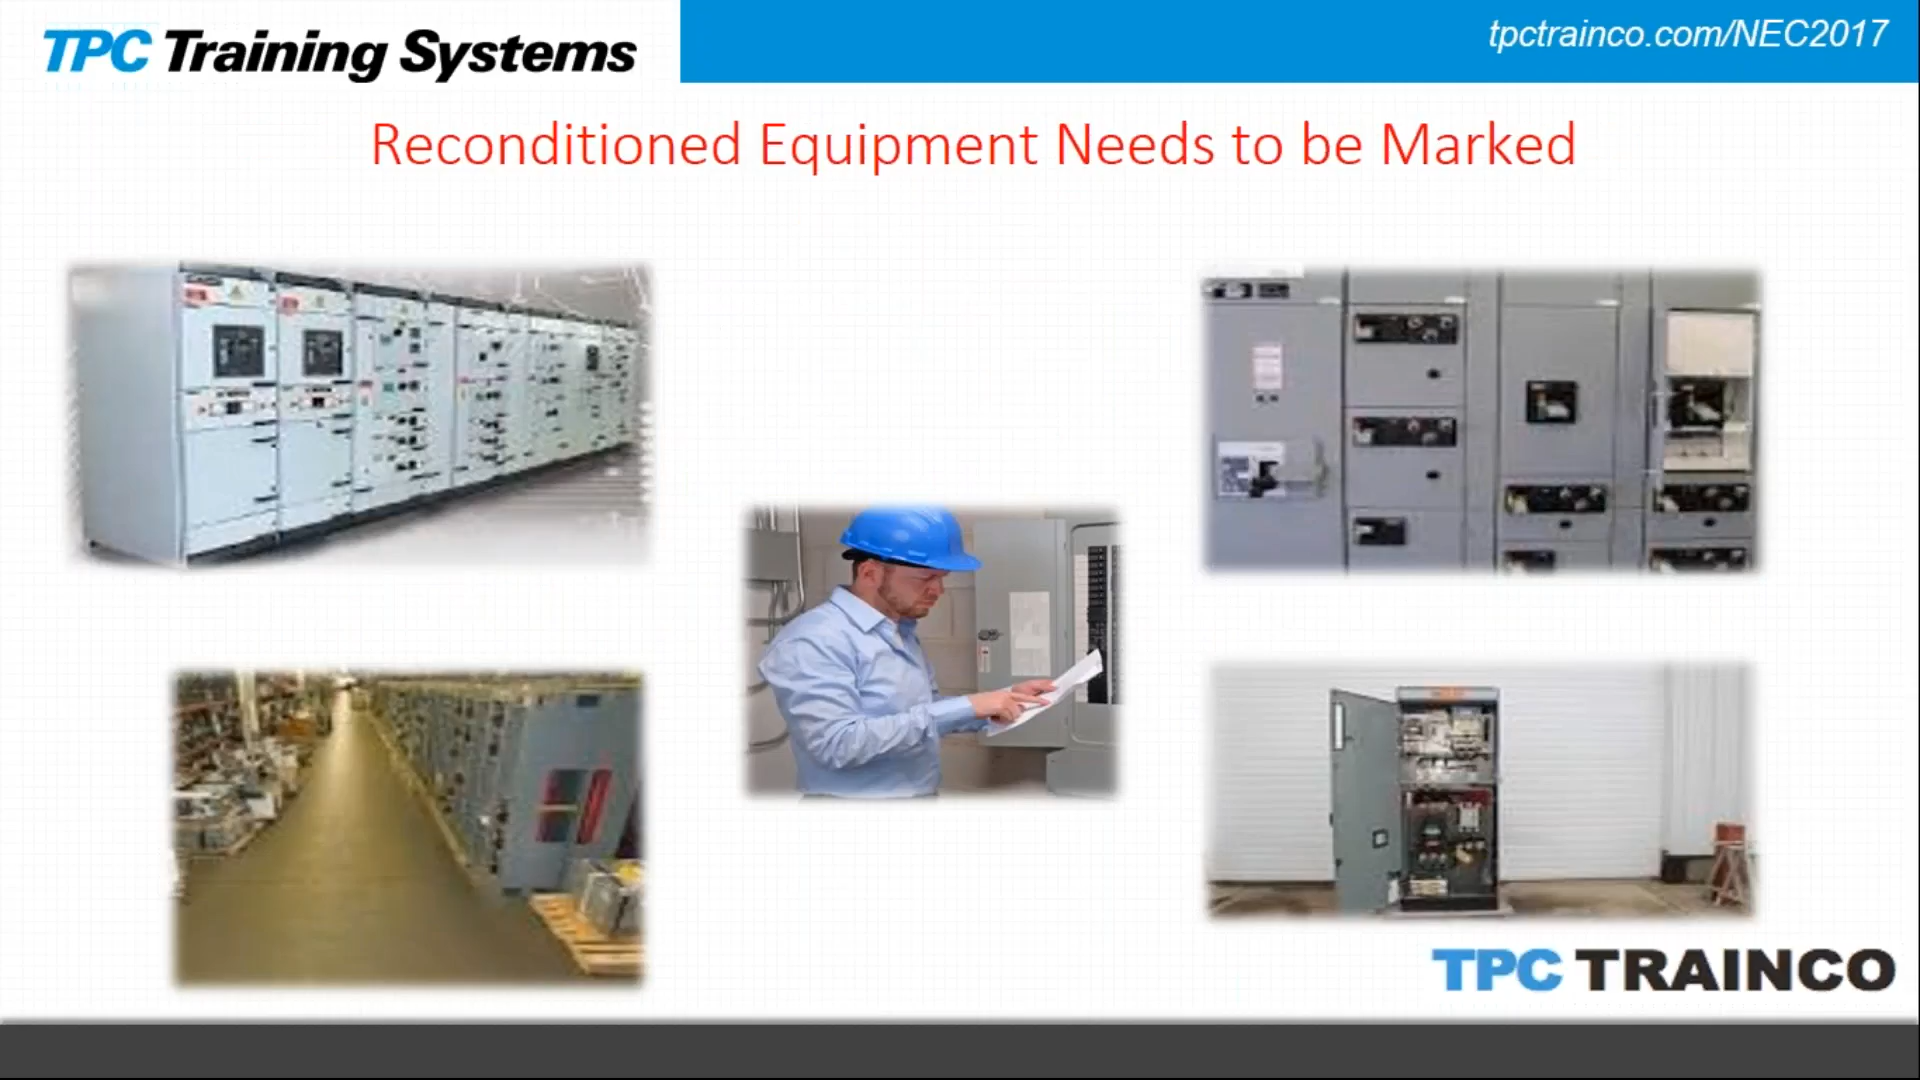 TPC Training Systems
tpctrainco.com/NEC2017
Reconditioned Equipment Needs to be Marked
TPC TRAINCO